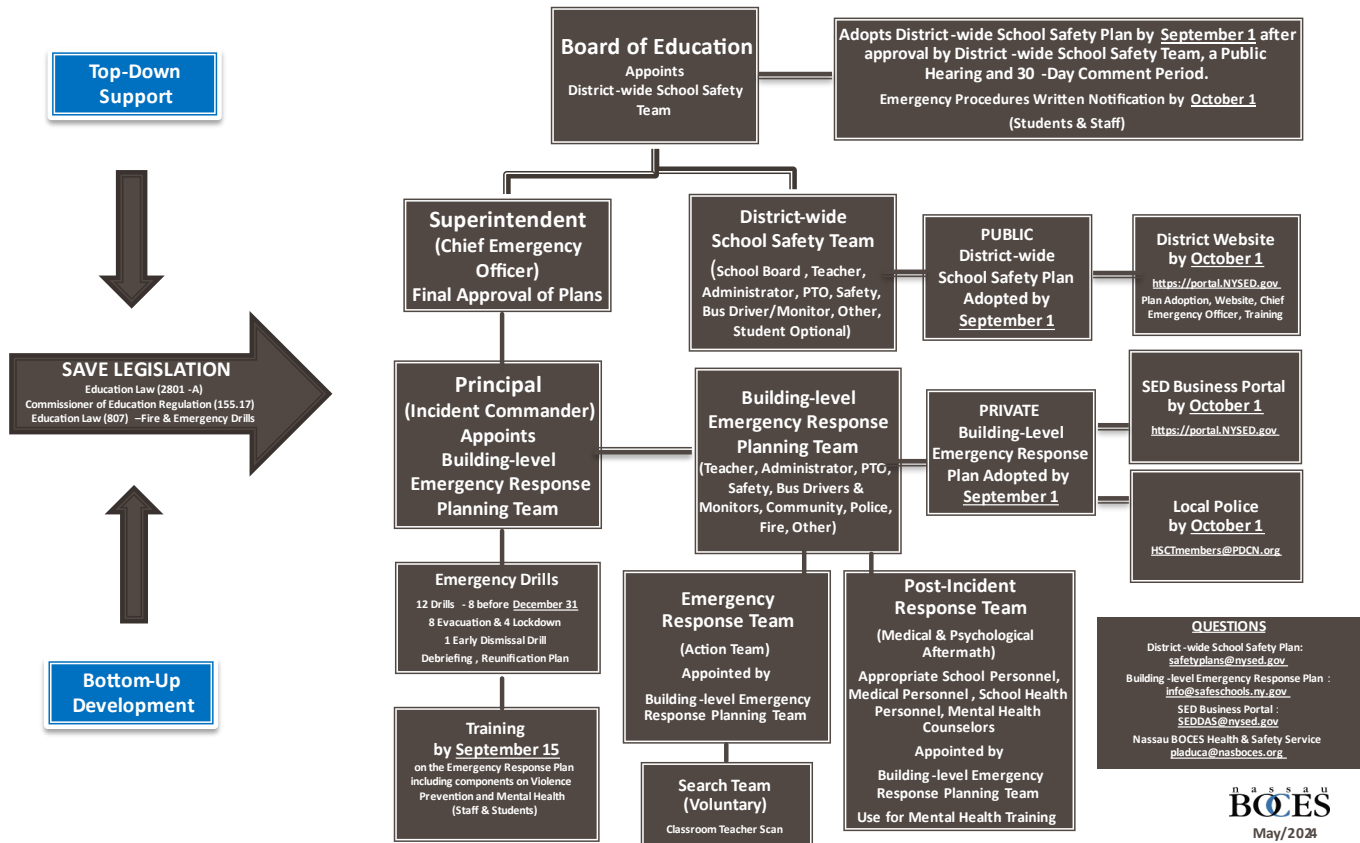 Top-Down
Support
Board of Education
Appoints
District-wide School Safety
Team
Adopts District-wide School Safety Plan by September 1 after
approval by District-wide School Safety Team, a Public
Hearing and 30-Day Comment Period.
Emergency Procedures Written Notification by October 1
(Students & Staff)
Superintendent
(Chief Emergency
Officer)
Final Approval of Plans
District-wide
School Safety Team
(School Board, Teacher,
Administrator, PTO, Safety,
Bus Driver/Monitor, Other,
Student Optional)
PUBLIC
District-wide
School Safety Plan
Adopted by
September 1
District Website
by October 1
https://portal.NYSED.gov
Plan Adoption, Website, Chief
Emergency Officer, Training
SAVE LEGISLATION
Education Law (2801-A)
Commissioner of Education Regulation (155.17)
Education Law (807) –Fire & Emergency Drills
Principal
(Incident Commander)
Appoints
Building-level
Emergency Response
Planning Team
Building-level
Emergency Response
Planning Team
(Teacher, Administrator, PTO,
Safety, Bus Drivers &
Monitors, Community, Police,
Fire, Other)
PRIVATE
Building-Level
Emergency Response
Plan Adopted by
September 1
SED Business Portal
by October 1
https://portal.NYSED.gov
Local Police
by October 1
HSCTmembers@PDCN.org
Bottom-Up
Development
Emergency Drills
12 Drills - 8 before December 31
8 Evacuation & 4 Lockdown
1 Early Dismissal Drill
Debriefing, Reunification Plan
Training
by September 15
on the Emergency Response Plan
including components on Violence
Prevention and Mental Health
(Staff & Students)
Emergency
Response Team
(Action Team)
Appointed by
Building-level Emergency
Response Planning Team
Search Team
(Voluntary)
Classroom Teacher Scan
Post-Incident
Response Team
(Medical & Psychological
Aftermath)
Appropriate School Personnel,
Medical Personnel, School Health
Personnel, Mental Health
Counselors
Appointed by
Building-level Emergency
Response Planning Team
Use for Mental Health Training
QUESTIONS
District-wide School Safety Plan:
safetyplans@nysed.gov
Building-level Emergency Response Plan:
info@safeschools.ny.gov
SED Business Portal:
SEDDAS@nysed.gov
Nassau BOCES Health & Safety Service
pladuca@nasboces.org
nassau
BOCES
May/2024